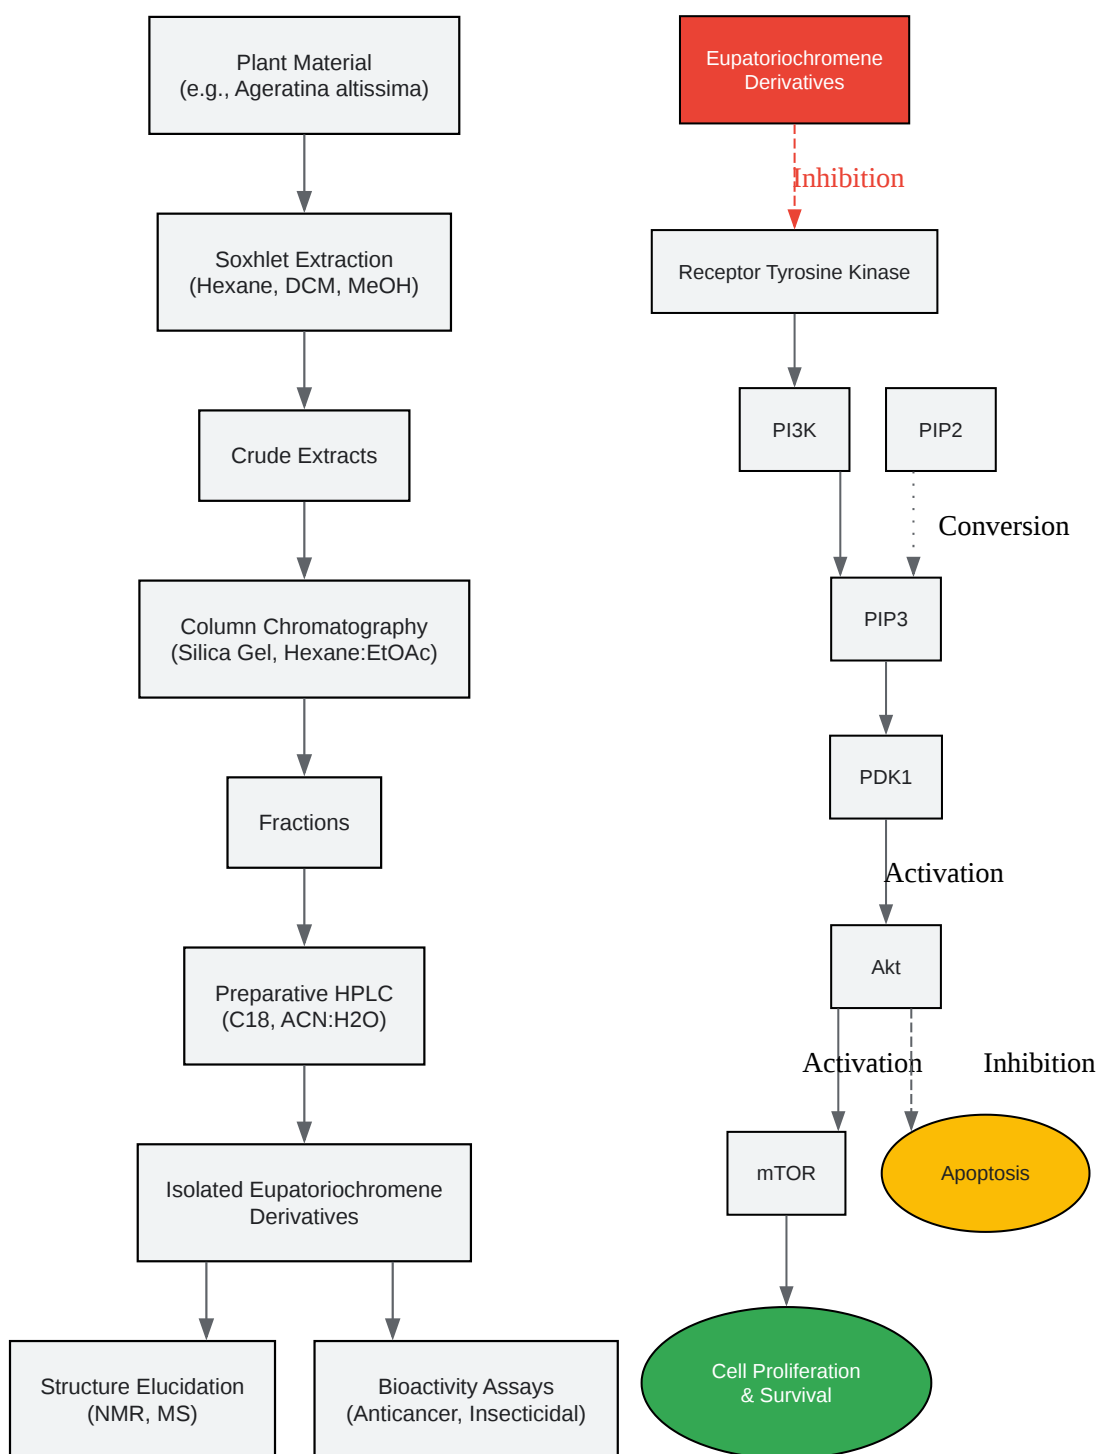 Plant Material
(e.g., Ageratina altissima)
Soxhlet Extraction
(Hexane, DCM, MeOH)
Crude Extracts
Column Chromatography
(Silica Gel, Hexane:EtOAc)
Fractions
Preparative HPLC
(C18, ACN:H2O)
Isolated Eupatoriochromene
Derivatives
Structure Elucidation
(NMR, MS)
Bioactivity Assays
(Anticancer, Insecticidal)
Eupatoriochromene
Derivatives
Inhibition
Receptor Tyrosine Kinase
PI3K
PIP2
Conversion
PIP3
PDK1
Activation
Akt
Activation
Inhibition
mTOR
Apoptosis
Cell Proliferation
& Survival